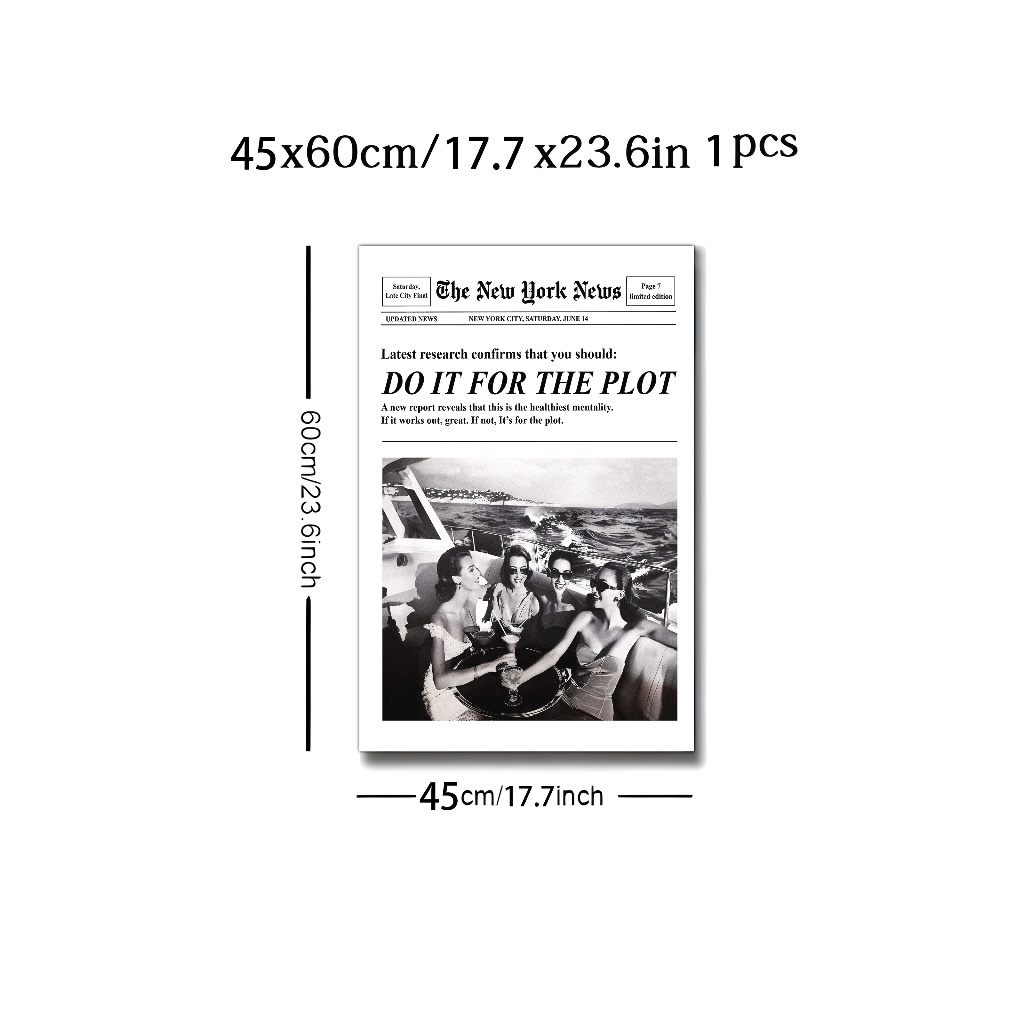 45x60cm/17.7x23.6in 1pcs
Saturday,
Late City Final
The New York News
Page 7
limited edition
UPDATED NEWS
NEW YORK CITY, SATURDAY, JUNE 14
Latest research confirms that you should:
DO IT FOR THE PLOT
A new report reveals that this is the healthiest mentality.
If it works out, great. If not, It's for the plot.
60cm/23.6inch
45cm/17.7inch